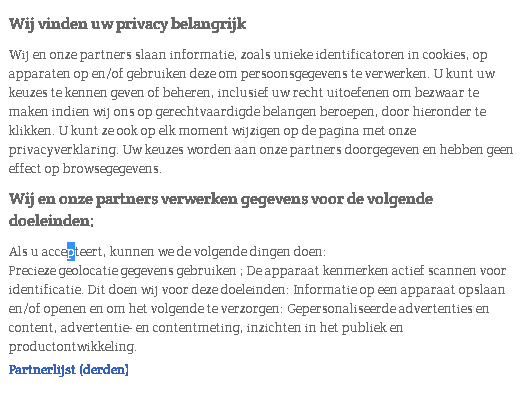 Wij vinden uw privacy belangrijk
Wij en onze partners slaan informatie, zoals unieke identificatoren in cookies, op
apparaten op en/of gebruiken deze om persoonsgegevens te verwerken. U kunt uw
keuzes te kennen geven of beheren, inclusief uw recht uitoefenen om bezwaar te
maken indien wij ons op gerechtvaardigde belangen beroepen, door hieronder te
klikken. U kunt ze ook op elk moment wijzigen op de pagina met onze
privacyverklaring. Uw keuzes worden aan onze partners doorgegeven en hebben geen
effect op browsegegevens.
Wij en onze partners verwerken gegevens voor de volgende
doeleinden:
Als u accepteert, kunnen we de volgende dingen doen:
Precieze geolocatie gegevens gebruiken ; De apparaat kenmerken actief scannen voor
identificatie. Dit doen wij voor deze doeleinden: Informatie op een apparaat opslaan
en/of openen en om het volgende te verzorgen: Gepersonaliseerde advertenties en
content, advertentie- en contentmeting, inzichten in het publiek en
productontwikkeling.
Partnerlijst (derden)